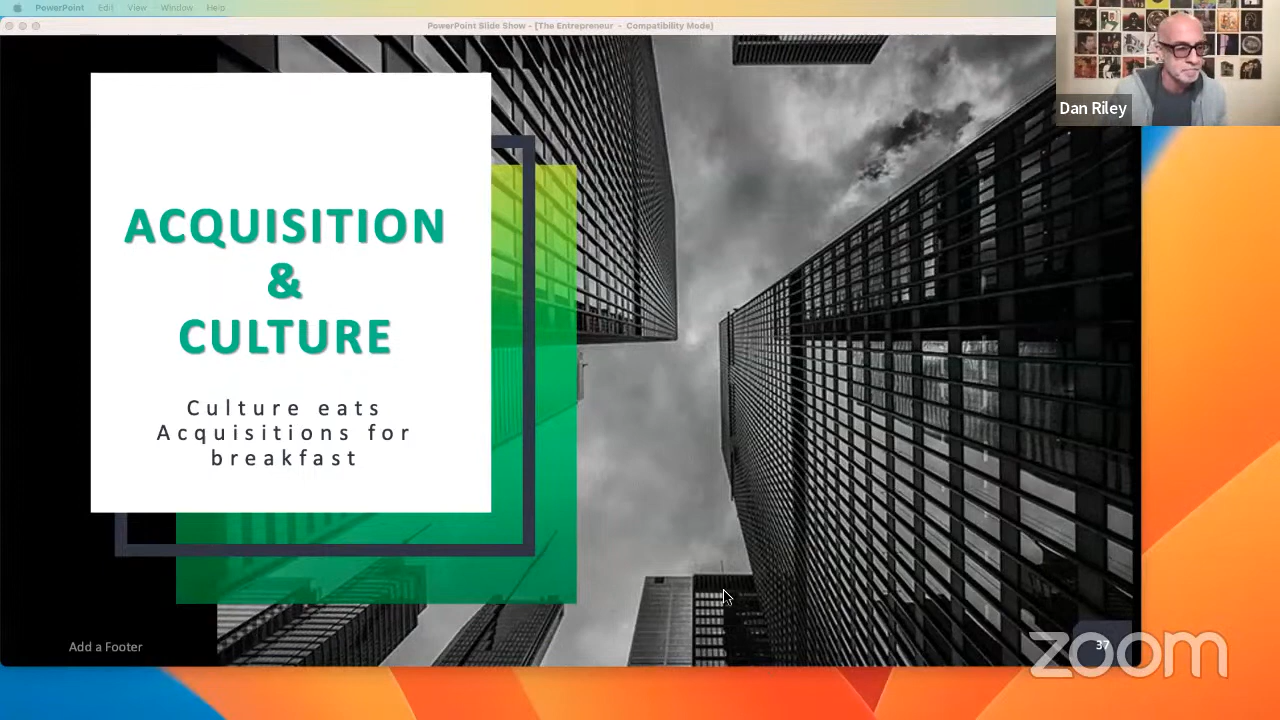 PowerPoint Edit View Window Help
PowerPoint Slide Show - [The Entrepreneur - Compatibility Mode]
Dan Riley
ACQUISITION
&
CULTURE
Culture eats
Acquisitions for
breakfast
Add a Footer
37
zoom